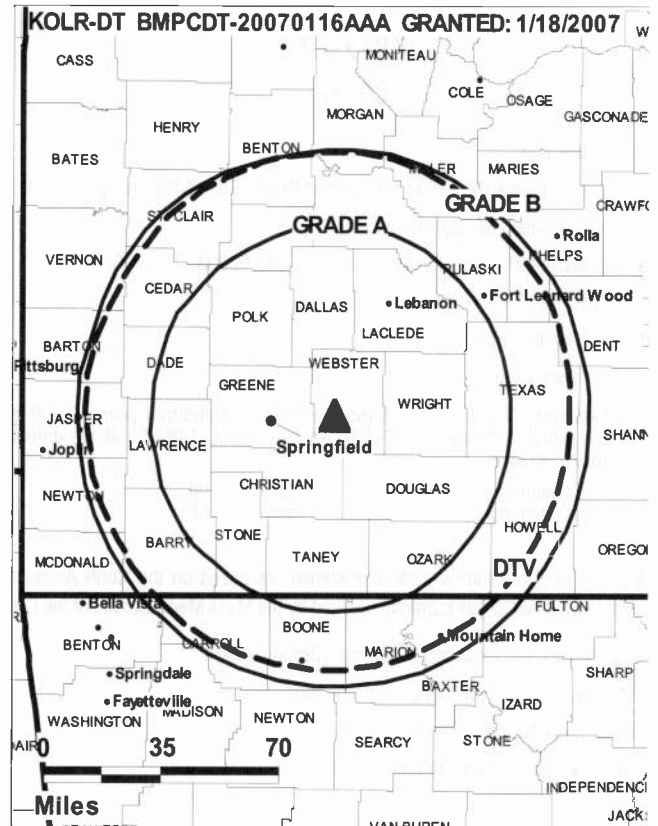 KOLR-DT BMPCDT-20070116AAA GRANTED: 1/18/2007
CASS
MONITEAU
COLE
OSAGE
GASCONADE
MORGAN
HENRY
BENTON
BATES
MARIES
GRADE B
CRAWFO
ST CLAIR
GRADE A
Rolla
PHELPS
VERNON
PULASKI
CEDAR
Fort Leonard Wood
DALLAS
Lebanon
POLK
LACLEDE
BARTON
DENT
Pittsburg
DADE
WEBSTER
GREENE
TEXAS
WRIGHT
JASPER
SHANN
Springfield
LAWRENCE
Joplin
CHRISTIAN
DOUGLAS
NEWTON
HOWELL
STONE
BARRY
OREGO
MCDONALD
TANEY
OZARK
DTV
Bella Vista
FULTON
BOONE
BENTON
CARROLL
Mountain Home
MARION
Springdale
SHARP
BAXTER
Fayetteville
IZARD
MADISON
NEWTON
WASHINGTON
SEARCY
STONE
ADAIR
0 35 70
INDEPENDENCE
Miles
JACKS
VAN BUREN